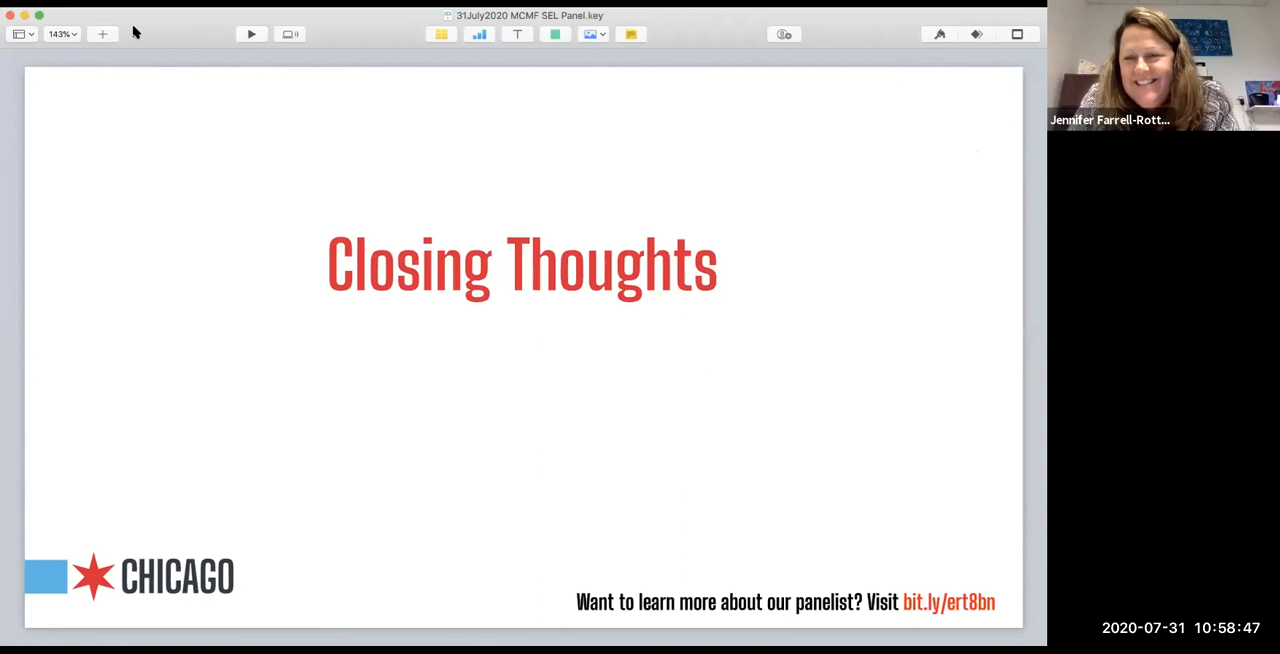 31July2020 MCMF SEL Panel.key
143%
Jennifer Farrell-Rott...
Closing Thoughts
CHICAGO
Want to learn more about our panelist? Visit bit.ly/ert8bn
2020-07-31 10:58:47